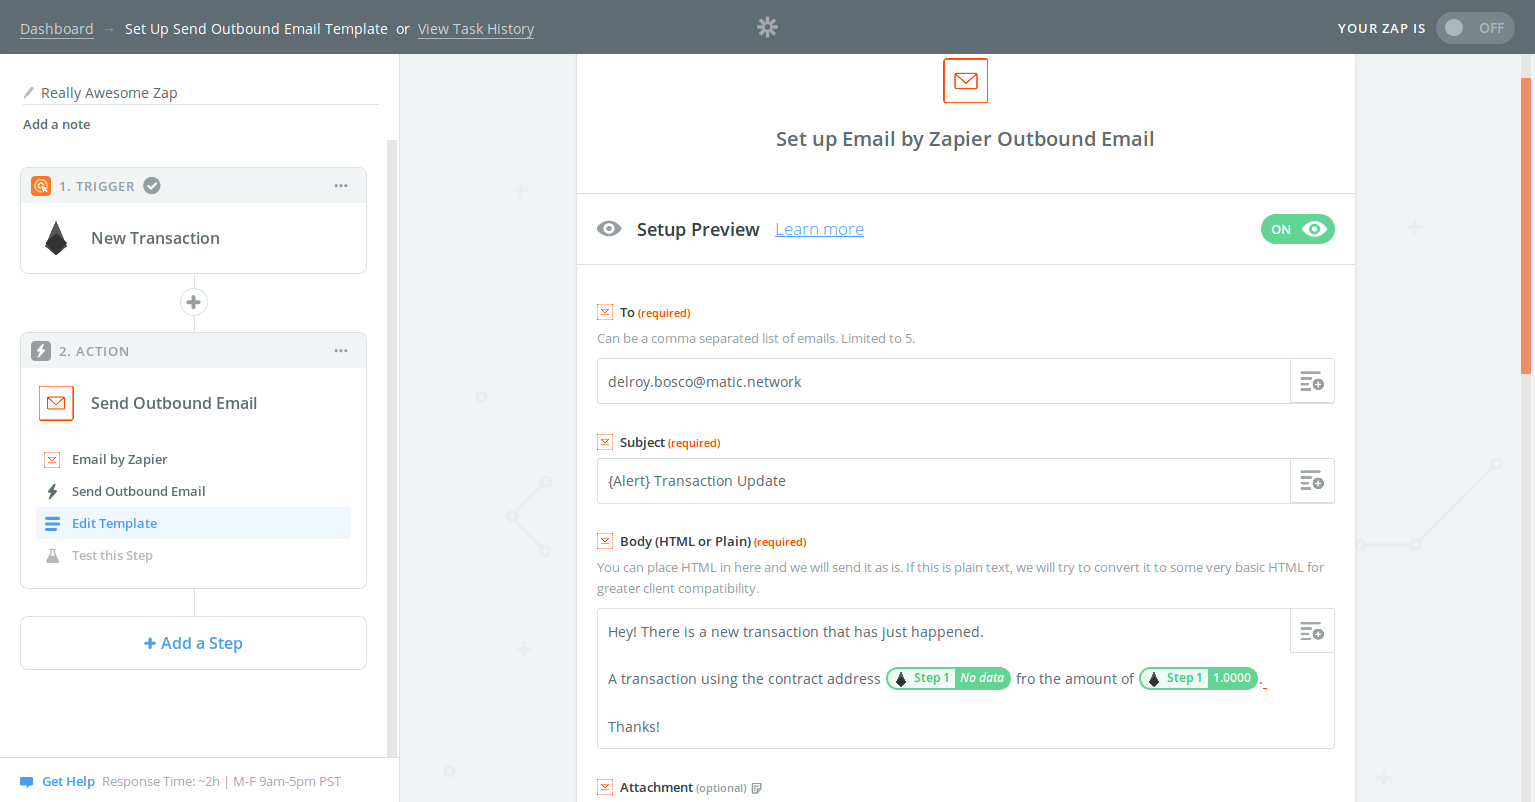 Dashboard → Set Up Send Outbound Email Template or View Task History
YOUR ZAP IS OFF
Really Awesome Zap
Add a note
1. TRIGGER
New Transaction
2. ACTION
Send Outbound Email
Email by Zapier
Send Outbound Email
Edit Template
Test this Step
+ Add a Step
Get Help Response Time: ~2h | M-F 9am-5pm PST
Set up Email by Zapier Outbound Email
Setup Preview Learn more ON
To (required)
Can be a comma separated list of emails. Limited to 5.
delroy.bosco@matic.network
Subject (required)
{Alert} Transaction Update
Body (HTML or Plain) (required)
You can place HTML in here and we will send it as is. If this is plain text, we will try to convert it to some very basic HTML for
greater client compatibility.
Hey! There is a new transaction that has just happened.
A transaction using the contract address Step 1 No data fro the amount of Step 1 1.0000 .
Thanks!
Attachment (optional)